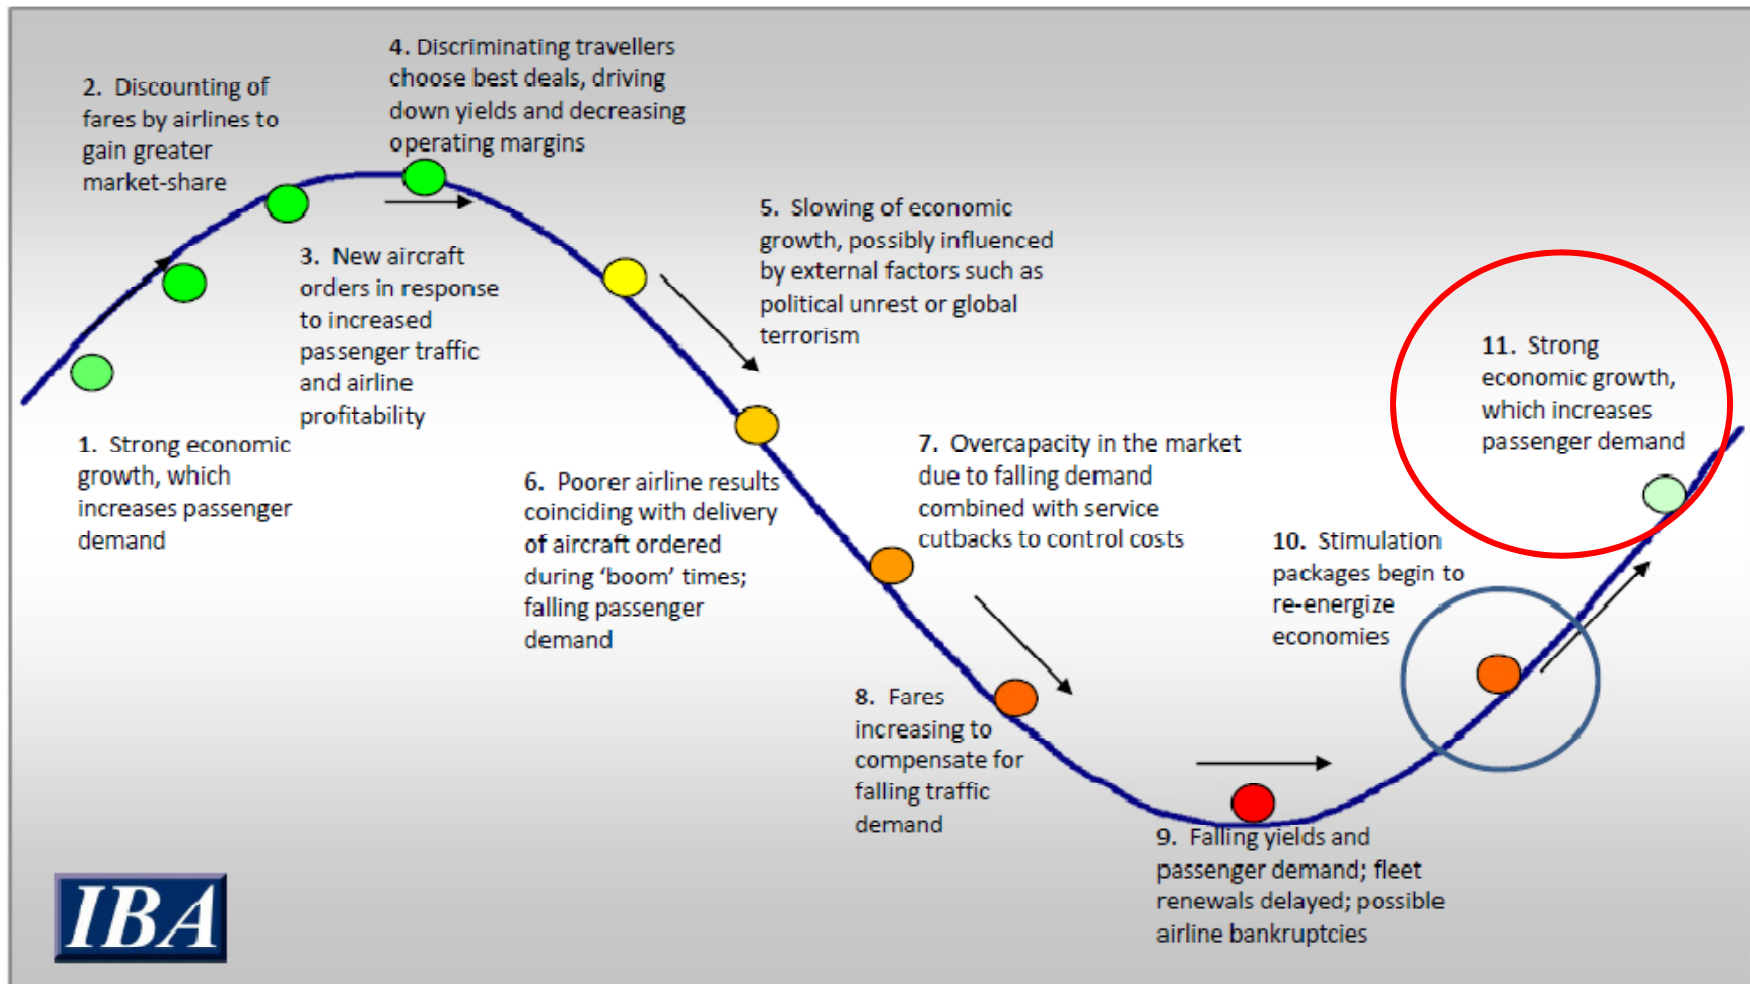 4. Discriminating travellers
choose best deals, driving
down yields and decreasing
operating margins
2. Discounting of
fares by airlines to
gain greater
market-share
5. Slowing of economic
growth, possibly influenced
by external factors such as
political unrest or global
terrorism
3. New aircraft
orders in response
to increased
passenger traffic
and airline
profitability
11. Strong
economic growth,
which increases
passenger demand
1. Strong economic
growth, which
increases passenger
demand
7. Overcapacity in the market
due to falling demand
combined with service
cutbacks to control costs
6. Poorer airline results
coinciding with delivery
of aircraft ordered
during ‘boom’ times;
falling passenger
demand
10. Stimulation
packages begin to
re-energize
economies
8. Fares
increasing to
compensate for
falling traffic
demand
9. Falling yields and
passenger demand; fleet
renewals delayed; possible
airline bankruptcies
IBA